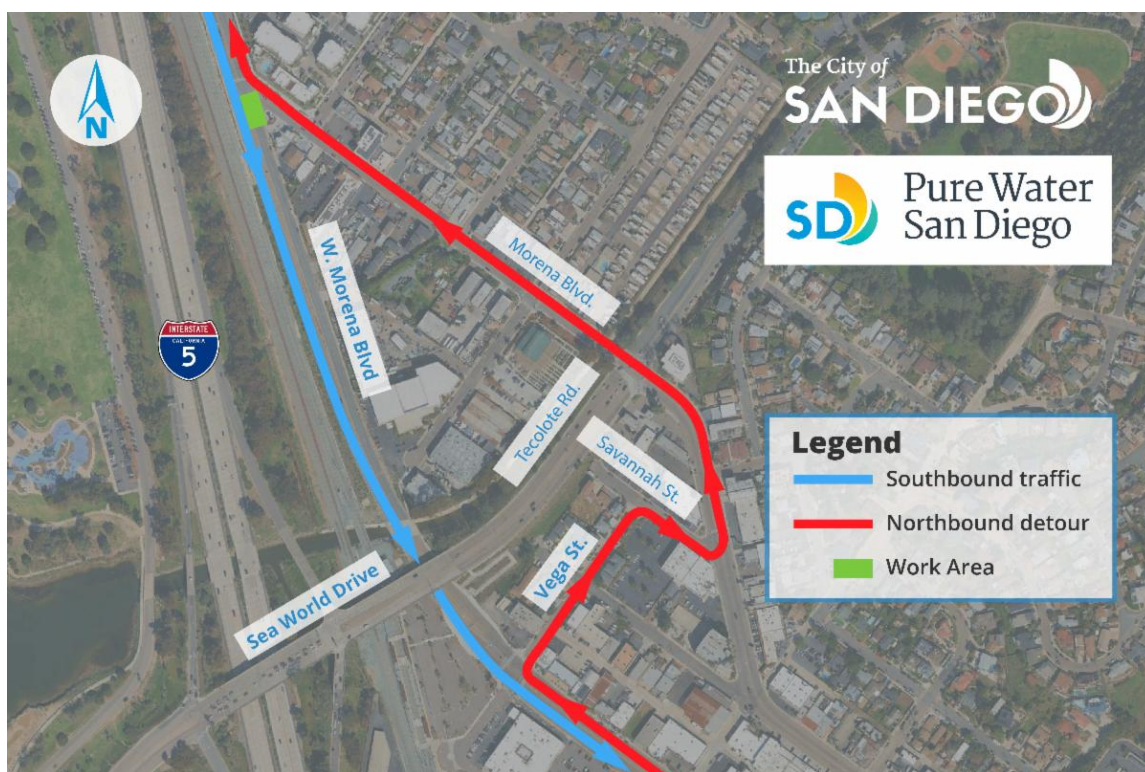 N
The City of
SAN DIEGO
SD
Pure Water
San Diego
W. Morena Blvd
Morena Blvd.
INTERSTATE
CALIFORNIA
5
Tecolote Rd.
Savannah St.
Vega St.
Sea World Drive
Legend
Southbound traffic
Northbound detour
Work Area